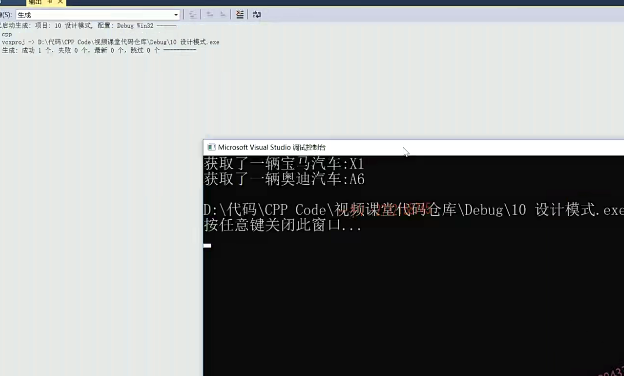 输出
生成
启动生成: 项目: 10 设计模式, 配置: Debug Win32 ------
cpp
vcxproj -> D:\代码\CPP Code\视频课堂代码仓库\Debug\10 设计模式.exe
生成: 成功 1 个，失败 0 个，最新 0 个，跳过 0 个 ==========
Microsoft Visual Studio 调试控制台
获取了一辆宝马汽车:X1
获取了一辆奥迪汽车:A6
D:\代码\CPP Code\视频课堂代码仓库\Debug\10 设计模式.exe
按任意键关闭此窗口...